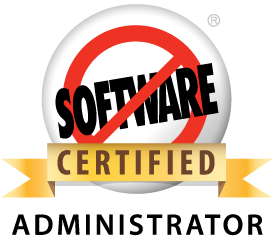 ®
SOFTWARE
CERTIFIED
ADMINISTRATOR